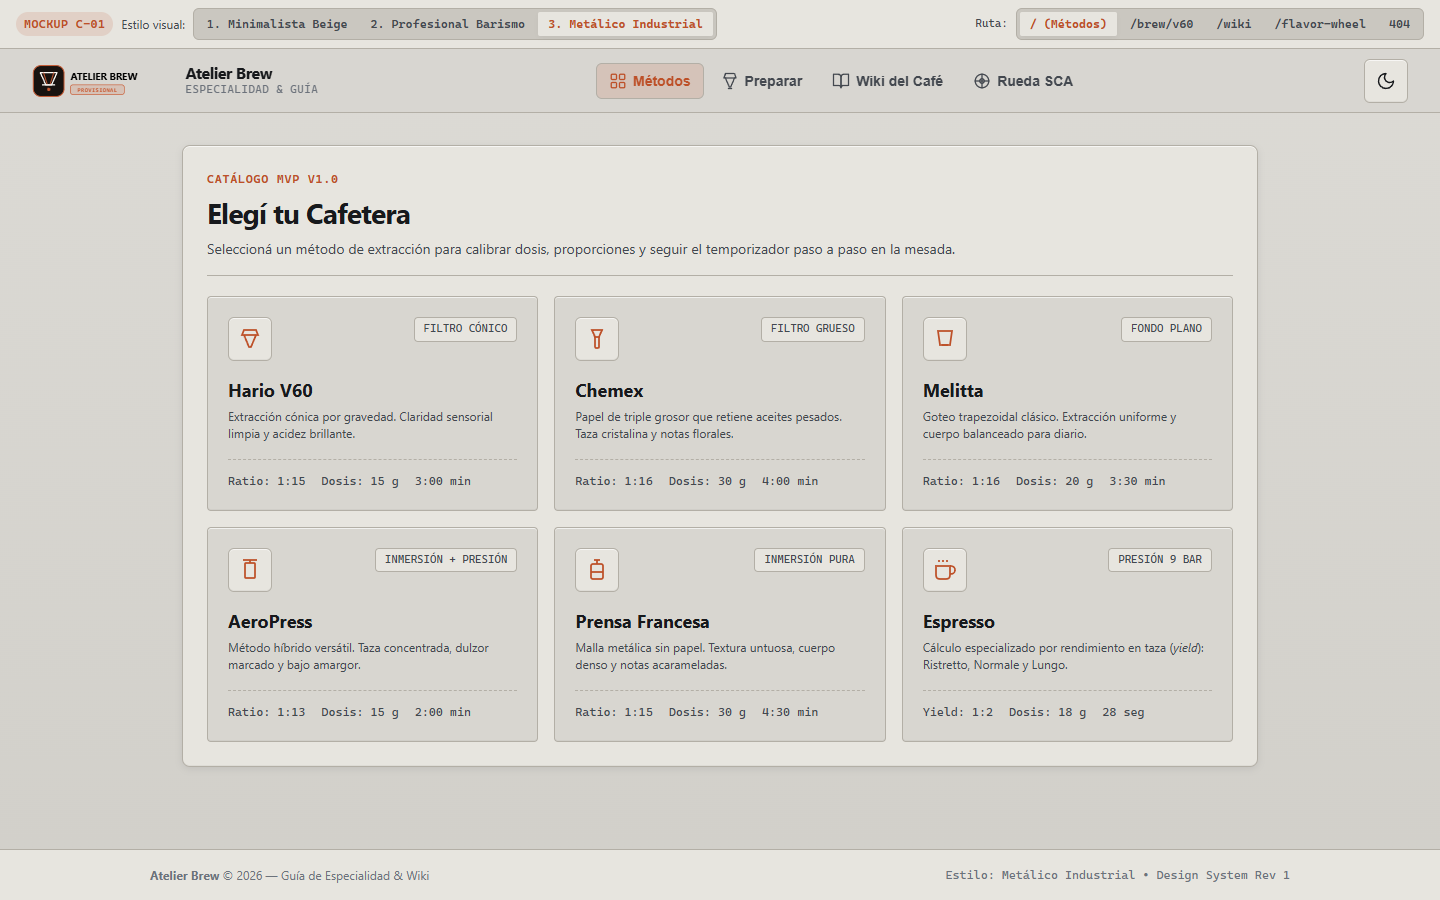 MOCKUP C-01 Estilo visual: 1. Minimalista Beige 2. Profesional Barismo 3. Metálico Industrial Ruta: / (Métodos) /brew/v60 /wiki /flavor-wheel 404
ATELIER BREW
PROVISIONAL
Atelier Brew
ESPECIALIDAD & GUÍA
Métodos Preparar Wiki del Café Rueda SCA
CATÁLOGO MVP V1.0
Elegí tu Cafetera
Seleccioná un método de extracción para calibrar dosis, proporciones y seguir el temporizador paso a paso en la mesada.
FILTRO CÓNICO
Hario V60
Extracción cónica por gravedad. Claridad sensorial
limpia y acidez brillante.
Ratio: 1:15 Dosis: 15 g 3:00 min
FILTRO GRUESO
Chemex
Papel de triple grosor que retiene aceites pesados.
Taza cristalina y notas florales.
Ratio: 1:16 Dosis: 30 g 4:00 min
FONDO PLANO
Melitta
Goteo trapezoidal clásico. Extracción uniforme y
cuerpo balanceado para diario.
Ratio: 1:16 Dosis: 20 g 3:30 min
INMERSIÓN + PRESIÓN
AeroPress
Método híbrido versátil. Taza concentrada, dulzor
marcado y bajo amargor.
Ratio: 1:13 Dosis: 15 g 2:00 min
INMERSIÓN PURA
Prensa Francesa
Malla metálica sin papel. Textura untuosa, cuerpo
denso y notas acarameladas.
Ratio: 1:15 Dosis: 30 g 4:30 min
PRESIÓN 9 BAR
Espresso
Cálculo especializado por rendimiento en taza (yield):
Ristretto, Normale y Lungo.
Yield: 1:2 Dosis: 18 g 28 seg
Atelier Brew © 2026 — Guía de Especialidad & Wiki
Estilo: Metálico Industrial • Design System Rev 1